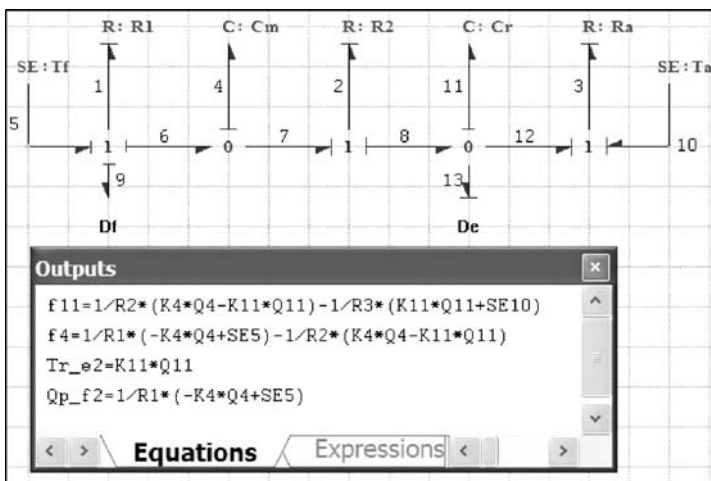 R: R1 C: Cm R: R2 C: Cr R: Ra
SE:Tf SE:Ta
1 4 2 11 3
5
1 6 0 7 1 8 0 12 1 10
9 13
Df De
Outputs
f11=1/R2*(K4*Q4-K11*Q11)-1/R3*(K11*Q11+SE10)
f4=1/R1*(-K4*Q4+SE5)-1/R2*(K4*Q4-K11*Q11)
Tr_e2=K11*Q11
Qp_f2=1/R1*(-K4*Q4+SE5)
Equations Expressions